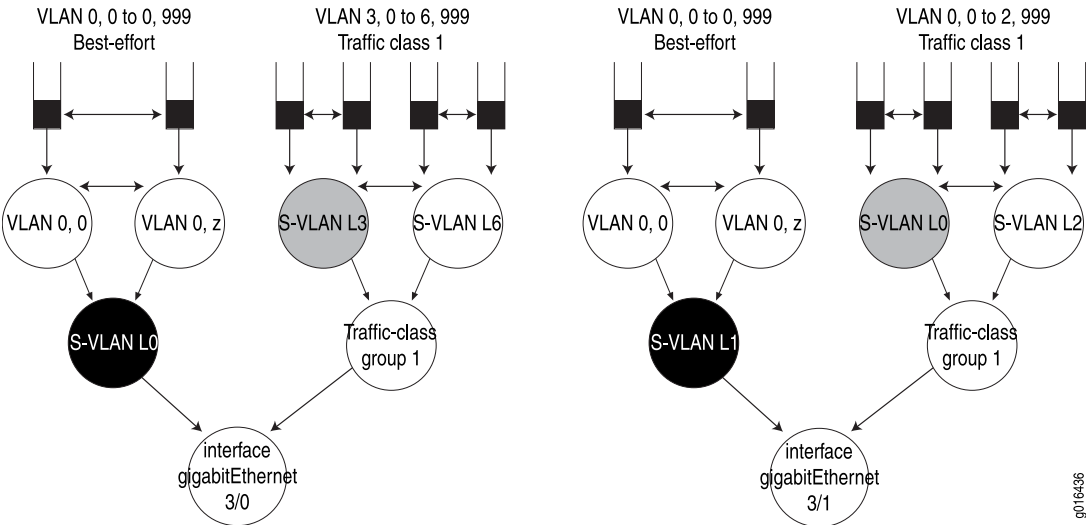 VLAN 0, 0 to 0, 999
Best-effort
VLAN 3, 0 to 6, 999
Traffic class 1
VLAN 0, 0 to 0, 999
Best-effort
VLAN 0, 0 to 2, 999
Traffic class 1
VLAN 0, 0
VLAN 0, z
S-VLAN L3
S-VLAN L6
VLAN 0, 0
VLAN 0, z
S-VLAN L0
S-VLAN L2
S-VLAN L0
Traffic-class
group 1
S-VLAN L1
Traffic-class
group 1
interface
gigabitEthernet
3/0
interface
gigabitEthernet
3/1
g016436